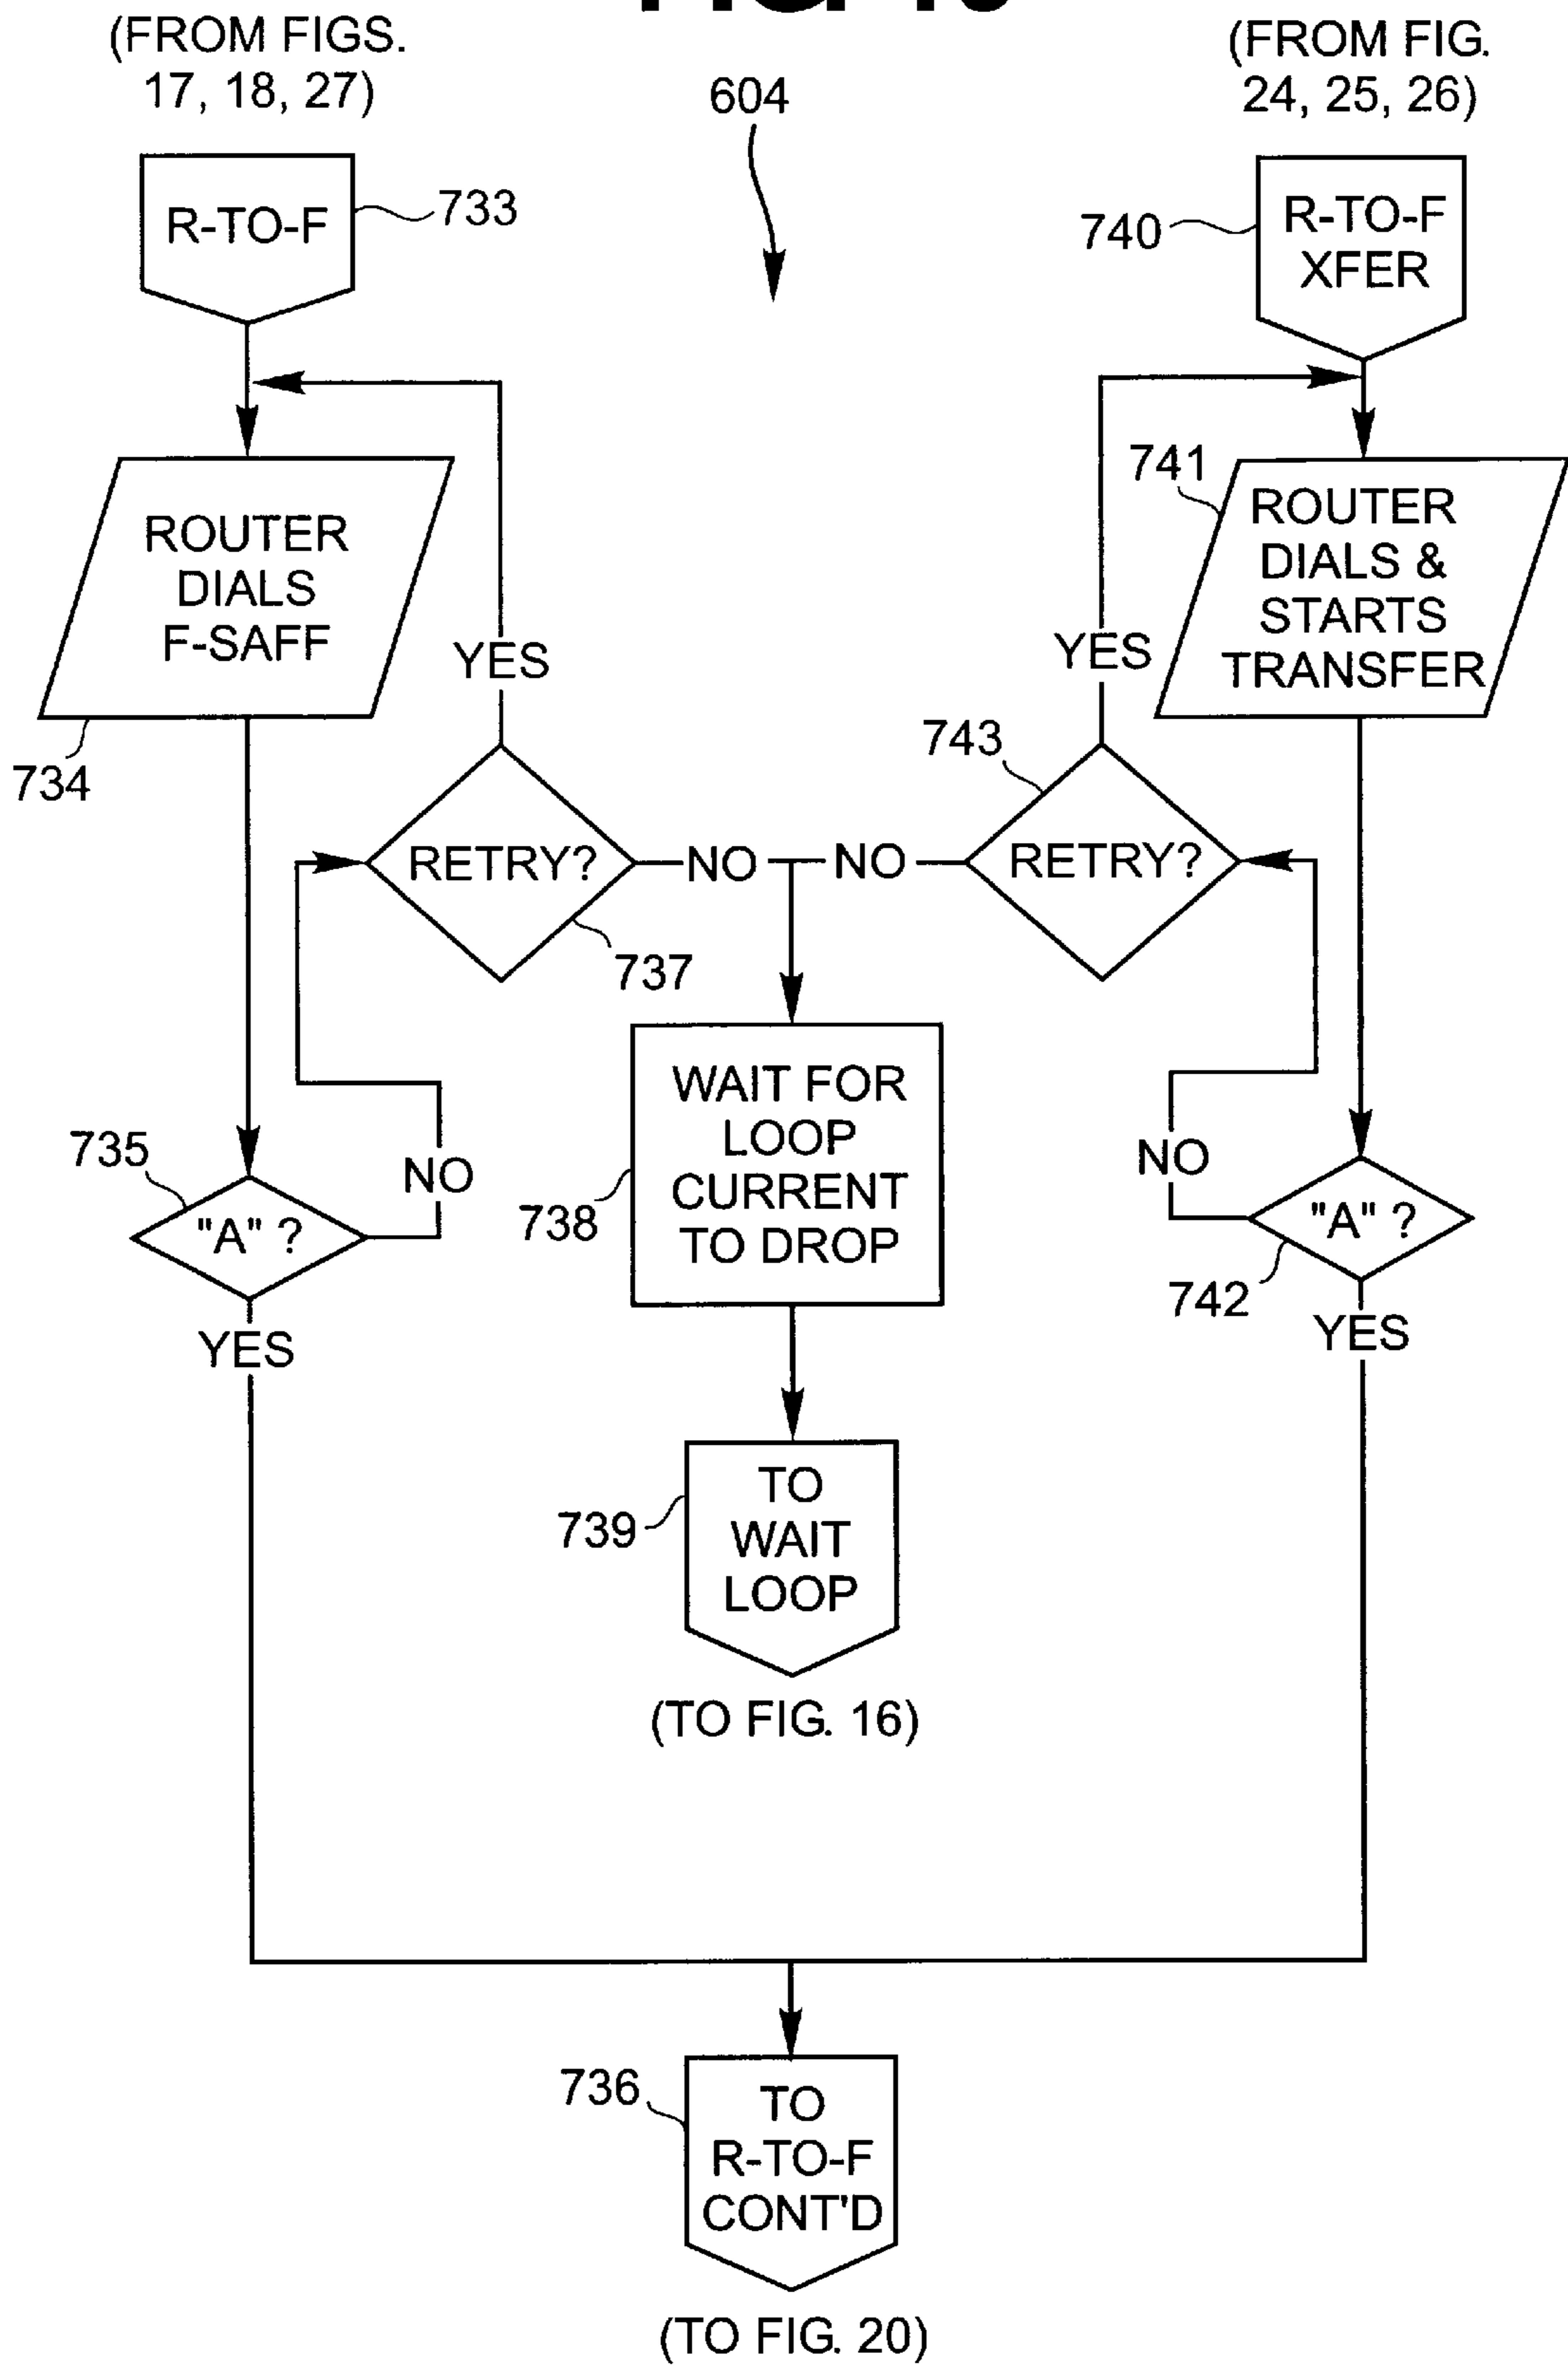 (FROM FIGS.
17, 18, 27)
604
(FROM FIG.
24, 25, 26)
R-TO-F
733
740
R-TO-F
XFER
ROUTER
DIALS
F-SAFF
734
YES
YES
741
ROUTER
DIALS &
STARTS
TRANSFER
743
RETRY?
NO
NO
RETRY?
737
WAIT FOR
LOOP
CURRENT
TO DROP
738
735
"A" ?
NO
YES
NO
"A" ?
742
YES
739
TO
WAIT
LOOP
(TO FIG. 16)
736
TO
R-TO-F
CONT'D
(TO FIG. 20)